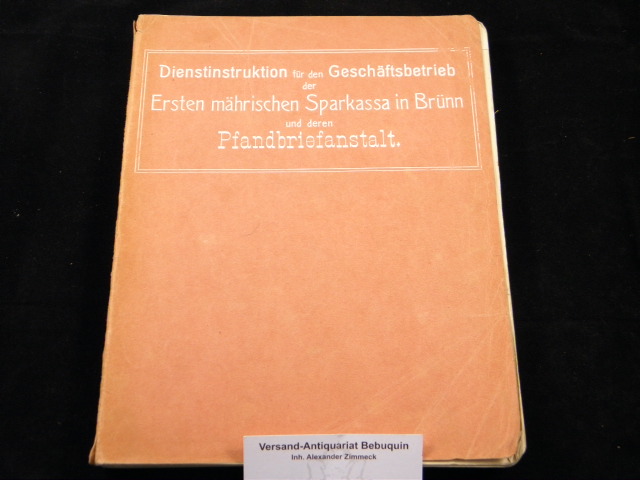 Dienstinstruktion für den Geschäftsbetrieb
der
Ersten mährischen Sparkassa in Brünn
und deren
Pfandbriefanstalt.
Versand-Antiquariat Bebuquin
Inh. Alexander Zimmeck